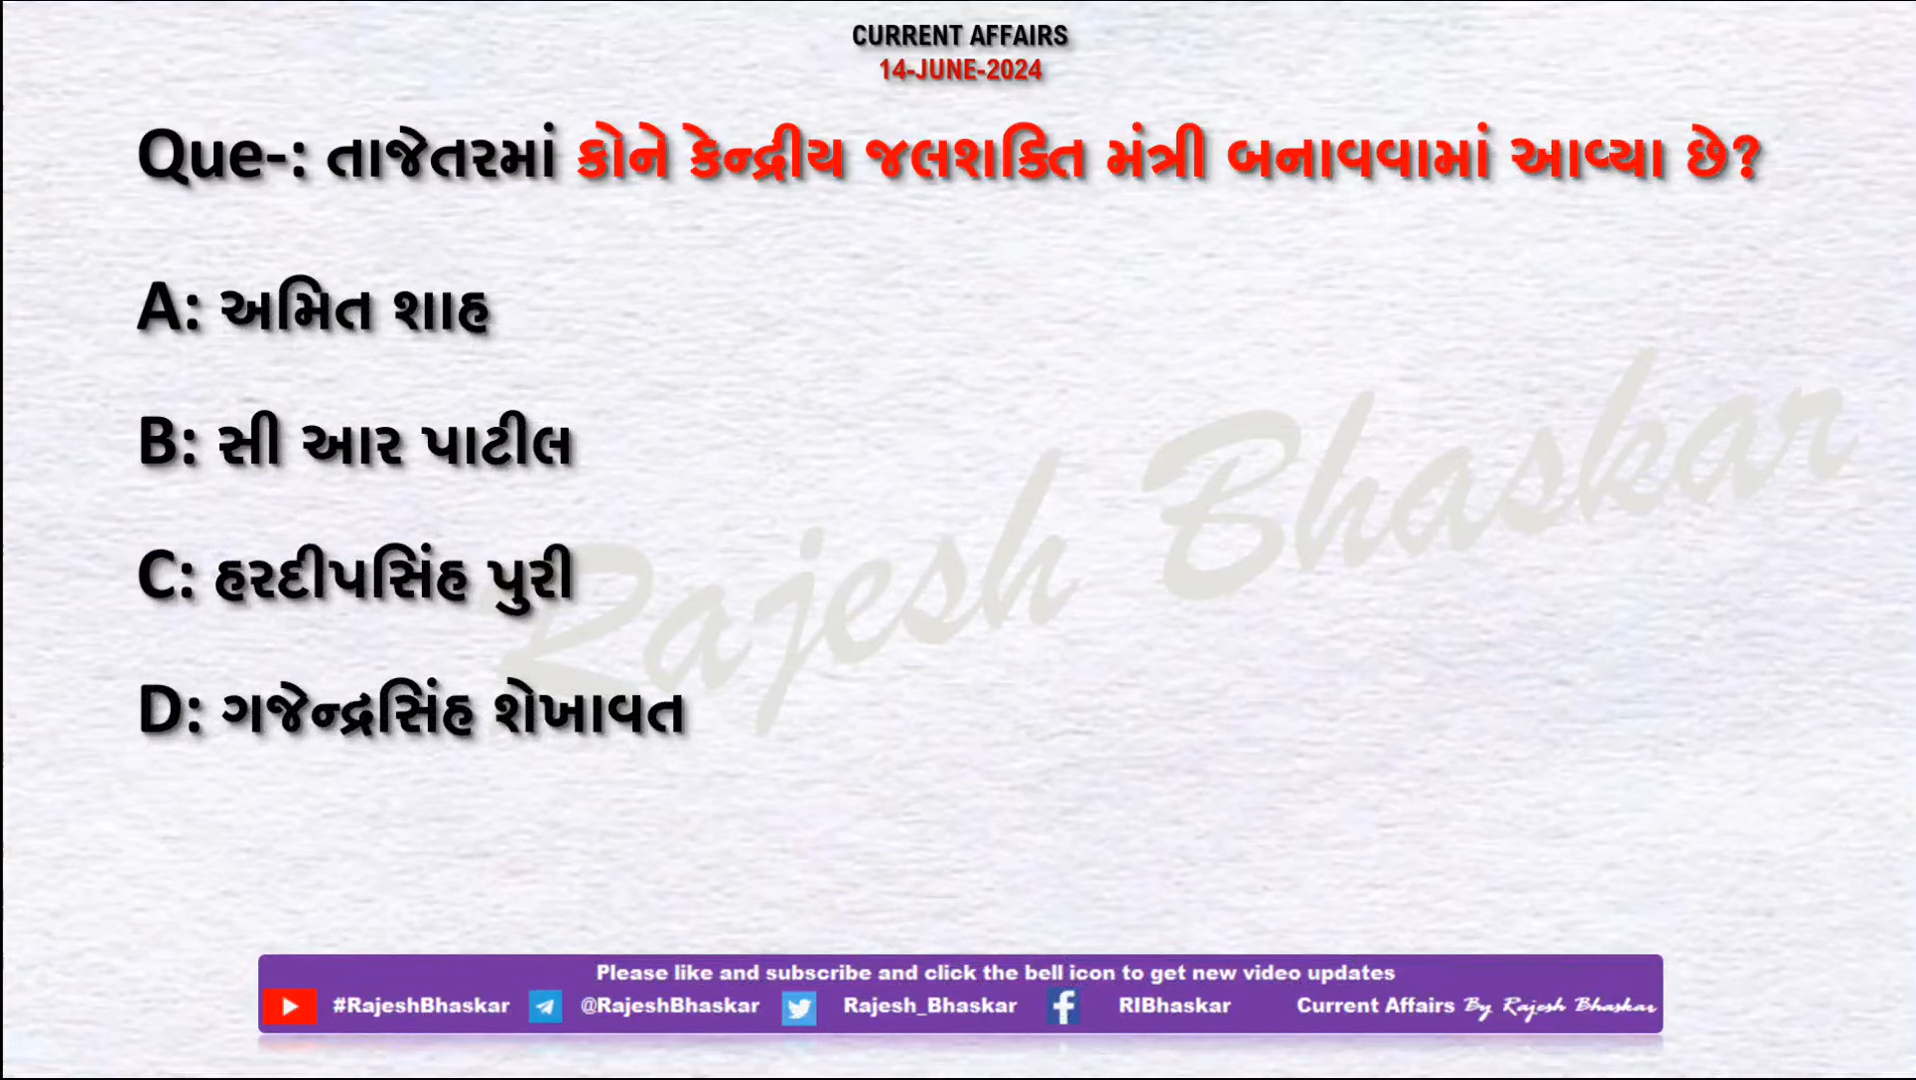 CURRENT AFFAIRS
14-JUNE-2024
Que-: તાજેતરમાં કોને કેન્દ્રીય જલશક્તિ મંત્રી બનાવવામાં આવ્યા છે?
A: અમિત શાહ
B: સી આર પાટીલ
C: હરદીપસિંહ પુરી
D: ગજેન્દ્રસિંહ શેખાવત
Rajesh Bhaskar
Please like and subscribe and click the bell icon to get new video updates
#RajeshBhaskar @RajeshBhaskar Rajesh_Bhaskar f RIBhaskar Current Affairs By Rajesh Bhaskar